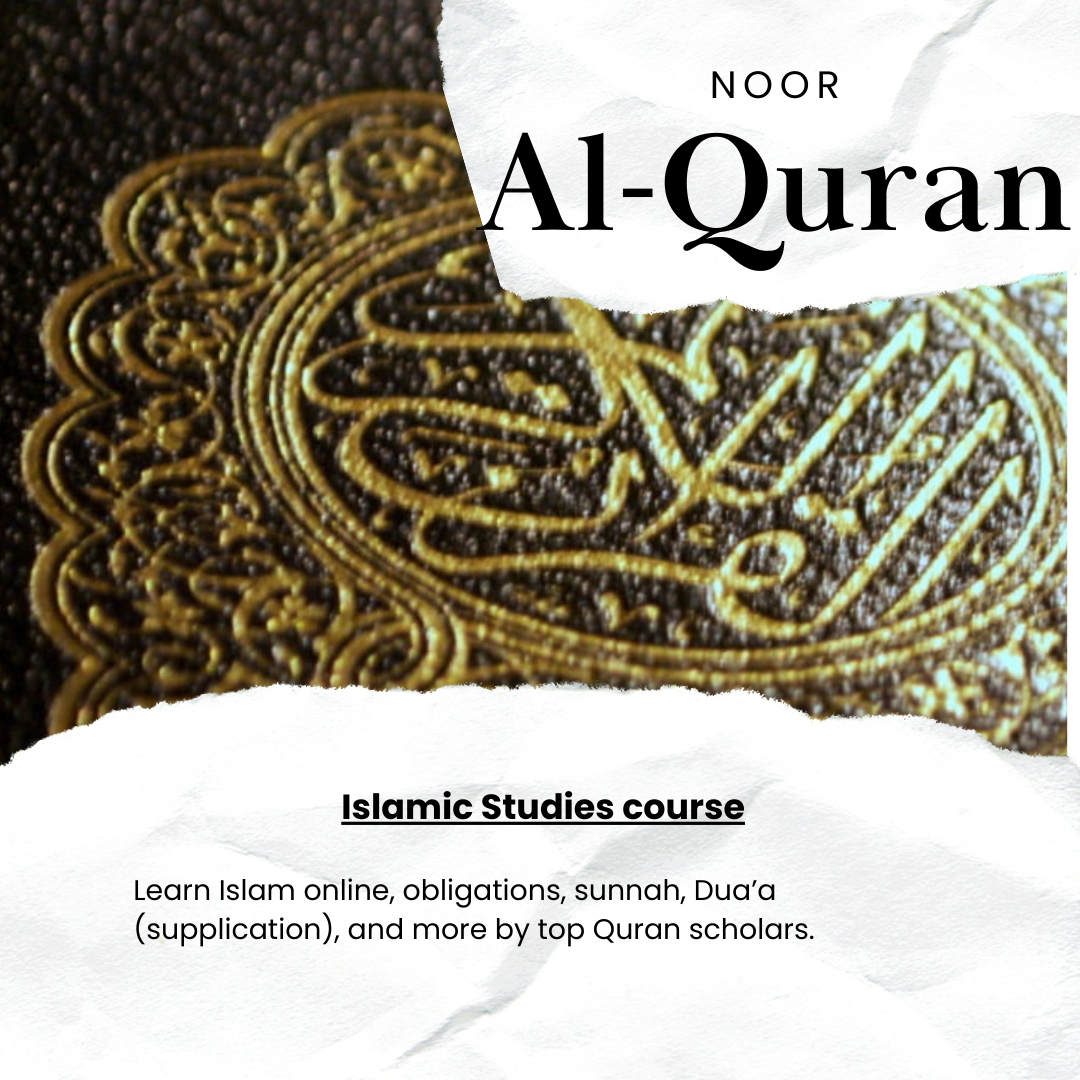 NOOR
Al-Quran
Islamic Studies course
Learn Islam online, obligations, sunnah, Dua’a
(supplication), and more by top Quran scholars.